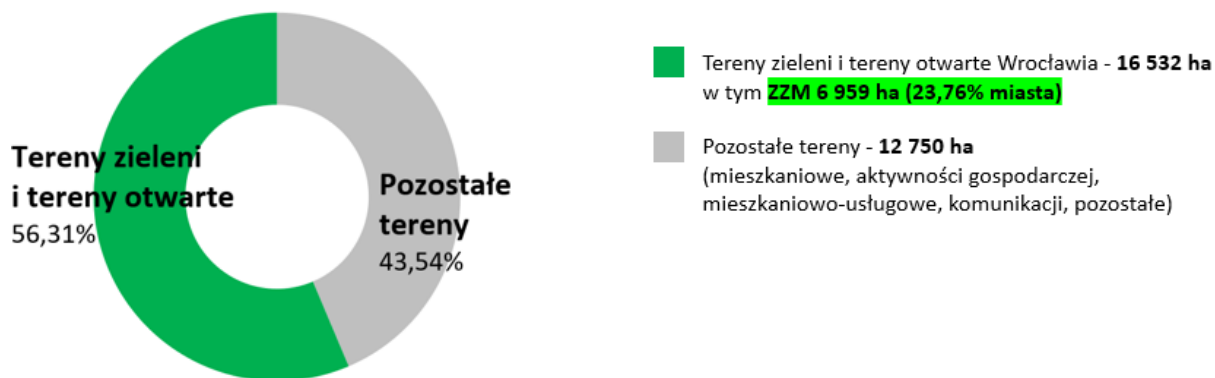 Tereny zieleni
i tereny otwarte
56,31%
Pozostałe
tereny
43,54%
Tereny zieleni i tereny otwarte Wrocławia - 16 532 ha
w tym ZZM 6 959 ha (23,76% miasta)
Pozostałe tereny - 12 750 ha
(mieszkaniowe, aktywności gospodarczej,
mieszkaniowo-usługowe, komunikacji, pozostałe)